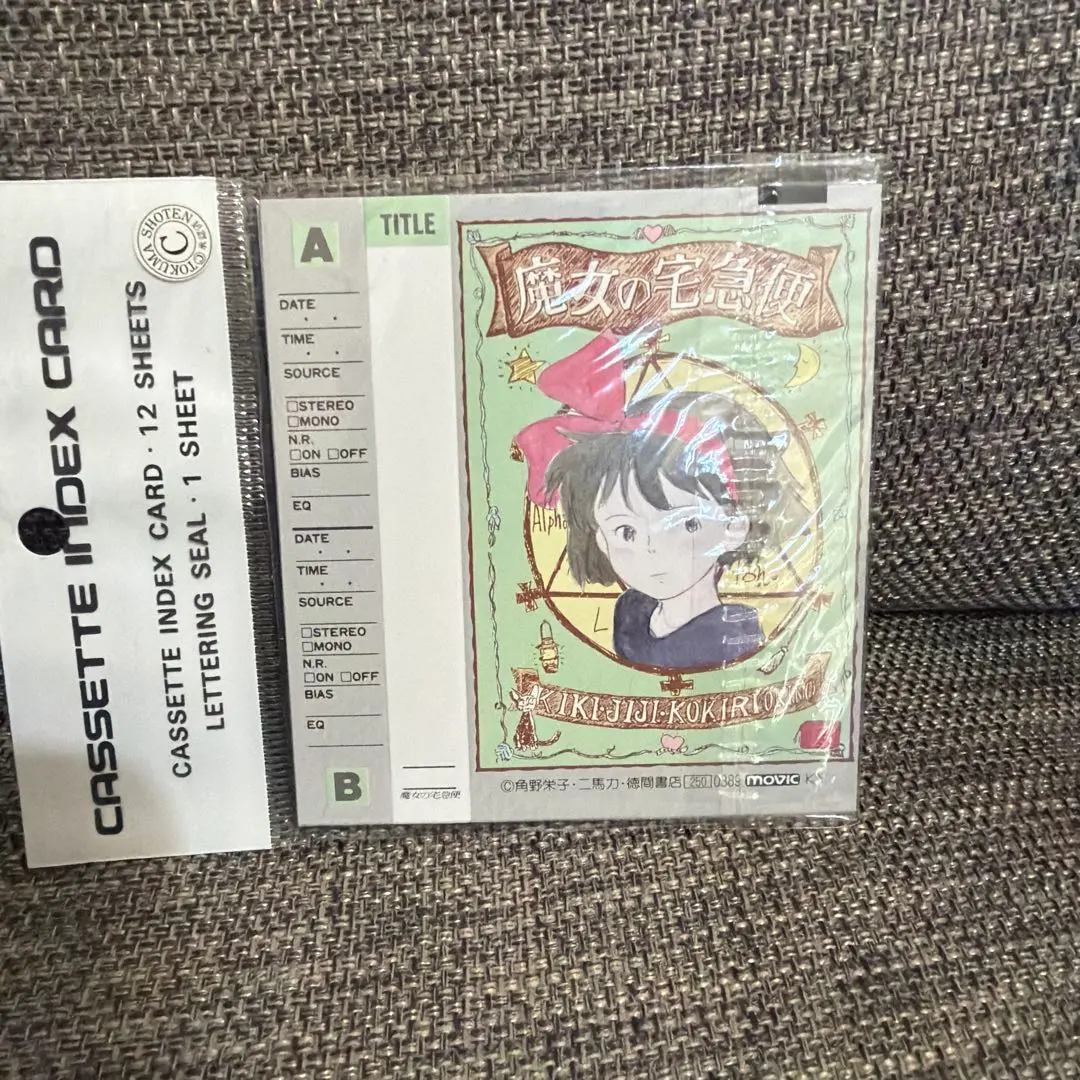 CASSETTE INDEX CARD
CASSETTE INDEX CARD · 12 SHEETS
LETTERING SEAL · 1 SHEET
TOKUMA SHOTEN
©
A
TITLE
DATE
TIME
SOURCE
□STEREO
□MONO
N.R.
□ON □OFF
BIAS
EQ
DATE
TIME
SOURCE
□STEREO
□MONO
N.R.
□ON □OFF
BIAS
EQ
B
魔女の宅急便
魔女の宅急便
Alpha
L
KIKI·JIJI·KOKIRI
©角野栄子・二馬力・徳間書店 250 0389 movic